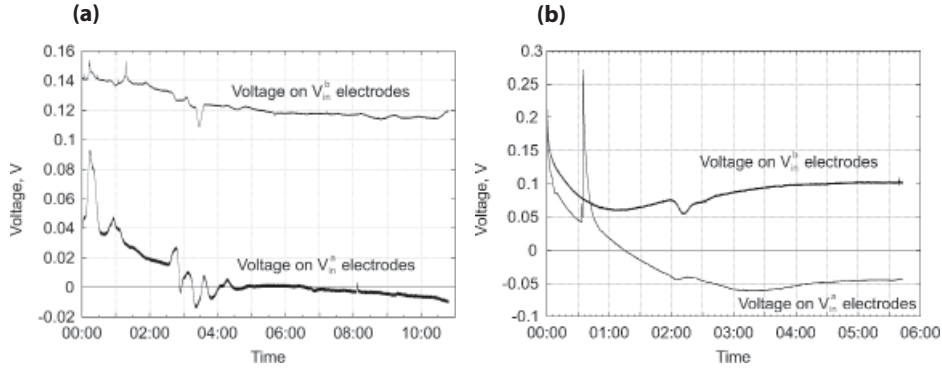 (a)
0.16
0.14
0.12
0.1
0.08
0.06
0.04
0.02
0
-0.02
Voltage, V
Voltage on V_in^b electrodes
Voltage on V_in^a electrodes
00:00 02:00 04:00 06:00 08:00 10:00
Time
(b)
0.3
0.25
0.2
0.15
0.1
0.05
0
-0.05
-0.1
Voltage, V
Voltage on V_in^b electrodes
Voltage on V_in^a electrodes
00:00 01:00 02:00 03:00 04:00 05:00 06:00
Time